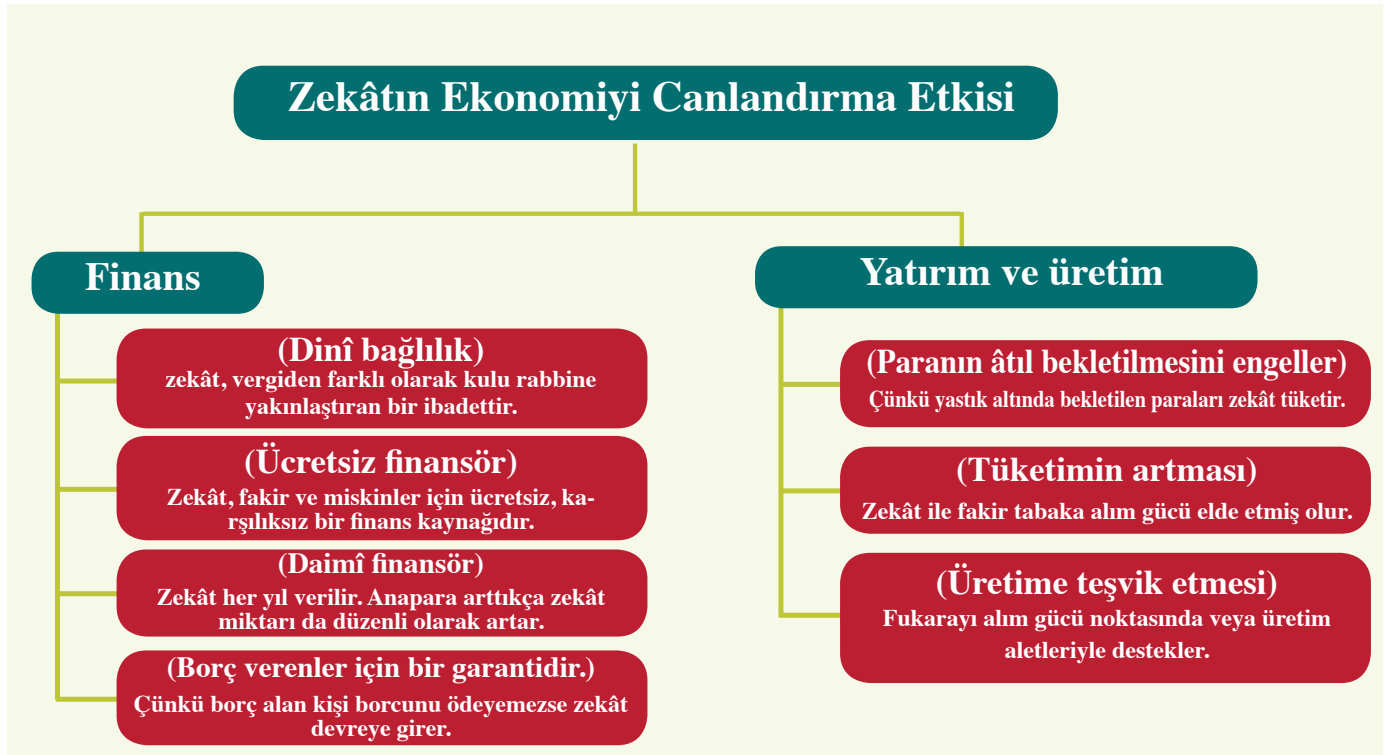 Zekâtın Ekonomiyi Canlandırma Etkisi
Finans
(Dinî bağlılık)
zekât, vergiden farklı olarak kulu rabbine
yakınlaştıran bir ibadettir.
(Ücretsiz finansör)
Zekât, fakir ve miskinler için ücretsiz, ka-
rşılıksız bir finans kaynağıdır.
(Daimî finansör)
Zekât her yıl verilir. Anapara arttıkça zekât
miktarı da düzenli olarak artar.
(Borç verenler için bir garantidir.)
Çünkü borç alan kişi borcunu ödeyemezse zekât
devreye girer.
Yatırım ve üretim
(Paranın âtıl bekletilmesini engeller)
Çünkü yastık altında bekletilen paraları zekât tüketir.
(Tüketimin artması)
Zekât ile fakir tabaka alım gücü elde etmiş olur.
(Üretime teşvik etmesi)
Fukarayı alım gücü noktasında veya üretim
aletleriyle destekler.